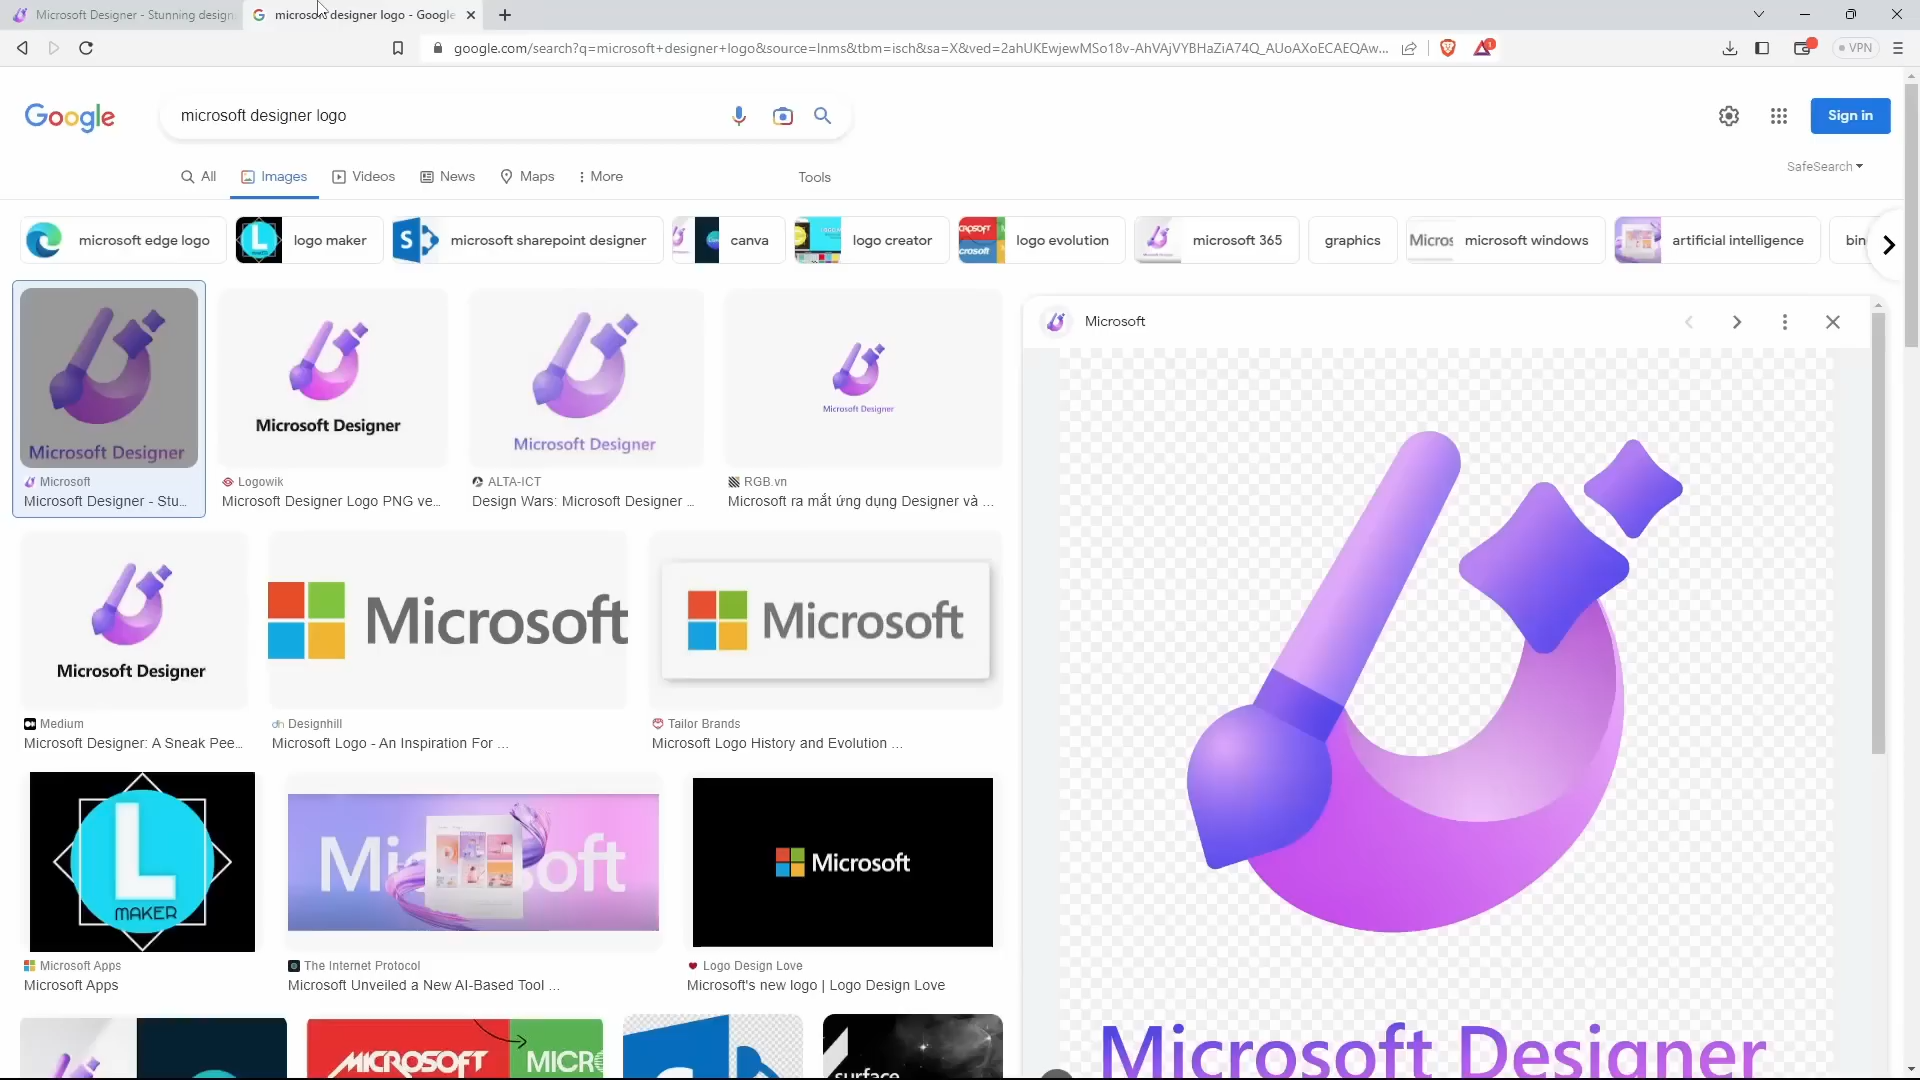 Microsoft Designer - Stunning design
microsoft designer logo - Google
google.com/search?q=microsoft+designer+logo&source=lnms&tbm=isch&sa=X&ved=2ahUKEwjewMSo18v-AhVAjVYBHaZiA74Q_AUoAXoECAEQAw...
1
VPN
Google
microsoft designer logo
Sign in
All
Images
Videos
News
Maps
More
Tools
SafeSearch
microsoft edge logo
L
logo maker
S
microsoft sharepoint designer
canva
logo creator
logo evolution
microsoft 365
graphics
Micros
microsoft windows
artificial intelligence
bin
Microsoft Designer
Microsoft
Microsoft Designer - Stu...
Microsoft Designer
Logowik
Microsoft Designer Logo PNG ve...
Microsoft Designer
ALTA-ICT
Design Wars: Microsoft Designer ...
Microsoft Designer
RGB.vn
Microsoft ra mắt ứng dụng Designer và ...
Microsoft Designer
Medium
Microsoft Designer: A Sneak Pee...
Microsoft
Designhill
Microsoft Logo - An Inspiration For ...
Microsoft
Tailor Brands
Microsoft Logo History and Evolution ...
L
MAKER
Microsoft Apps
Microsoft Apps
Mi soft
The Internet Protocol
Microsoft Unveiled a New AI-Based Tool ...
Microsoft
Logo Design Love
Microsoft's new logo | Logo Design Love
MICROSOFT
MICR
surface
Microsoft
Microsoft Designer